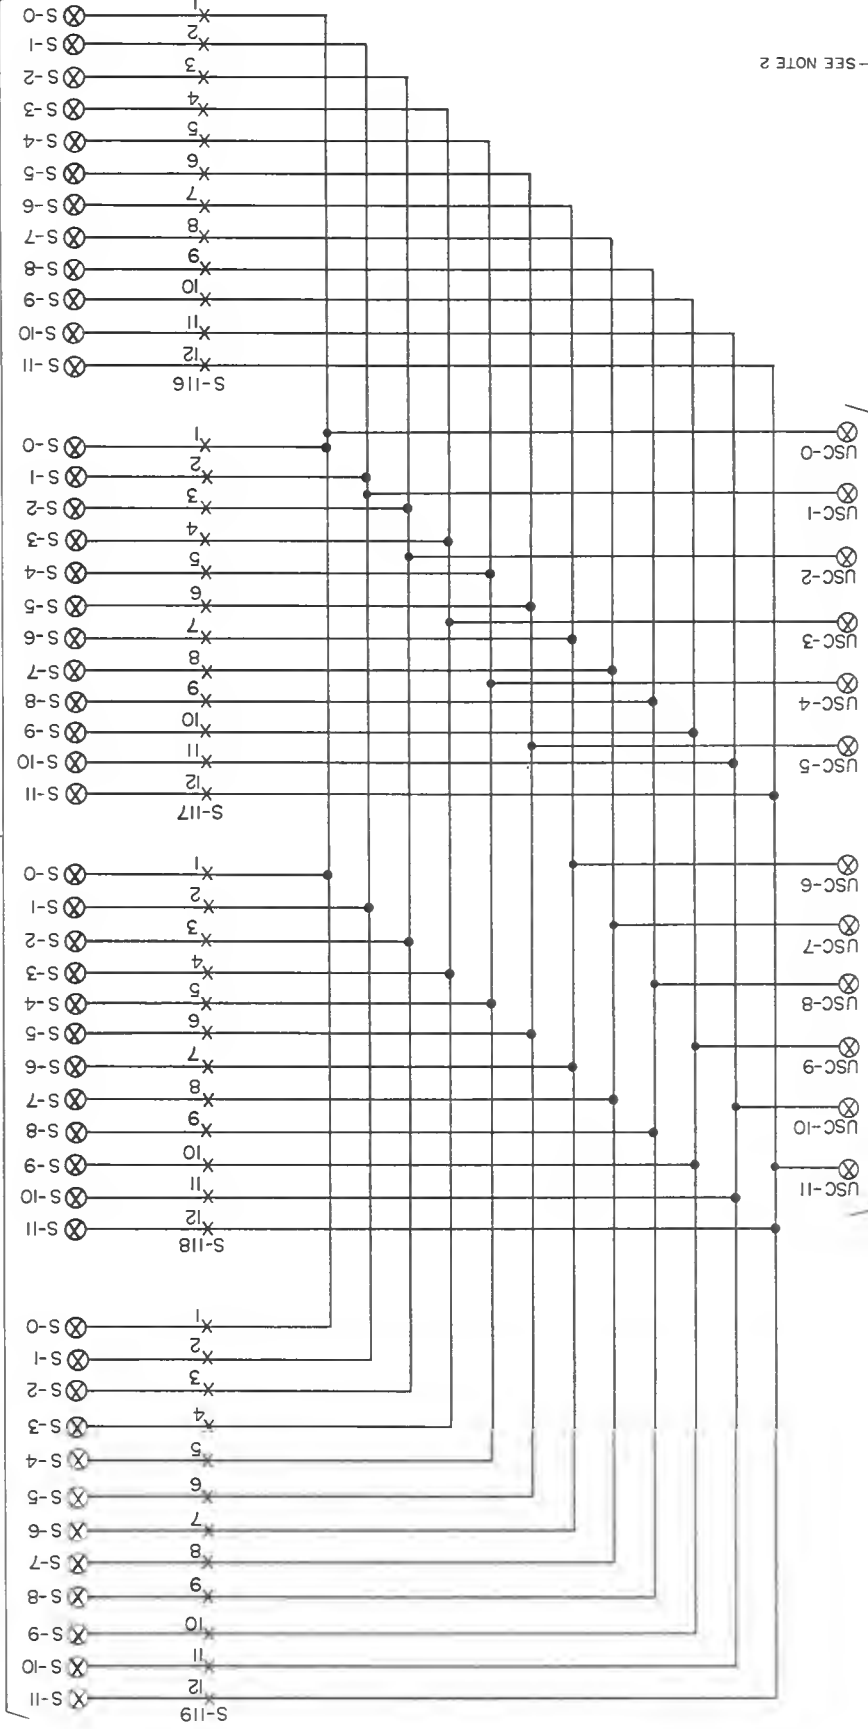 USC-11
USC-10
USC-9
USC-8
USC-7
USC-6
USC-5
USC-4
USC-3
USC-2
USC-1
USC-0
SEE NOTE 2
S-119
12 S-11
11 S-10
10 S-9
9 S-8
8 S-7
7 S-6
6 S-5
5 S-4
4 S-3
3 S-2
2 S-1
1 S-0
S-118
12 S-11
11 S-10
10 S-9
9 S-8
8 S-7
7 S-6
6 S-5
5 S-4
4 S-3
3 S-2
2 S-1
1 S-0
S-117
12 S-11
11 S-10
10 S-9
9 S-8
8 S-7
7 S-6
6 S-5
5 S-4
4 S-3
3 S-2
2 S-1
1 S-0
S-116
12 S-11
11 S-10
10 S-9
9 S-8
8 S-7
7 S-6
6 S-5
5 S-4
4 S-3
3 S-2
2 S-1
1 S-0